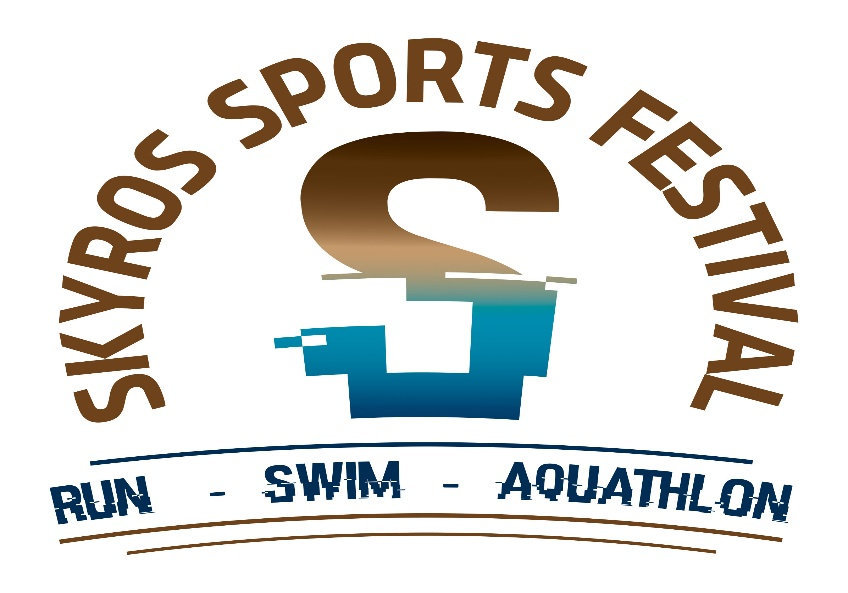 SKYROS SPORTS FESTIVAL
S
RUN - SWIM - AQUATHLON